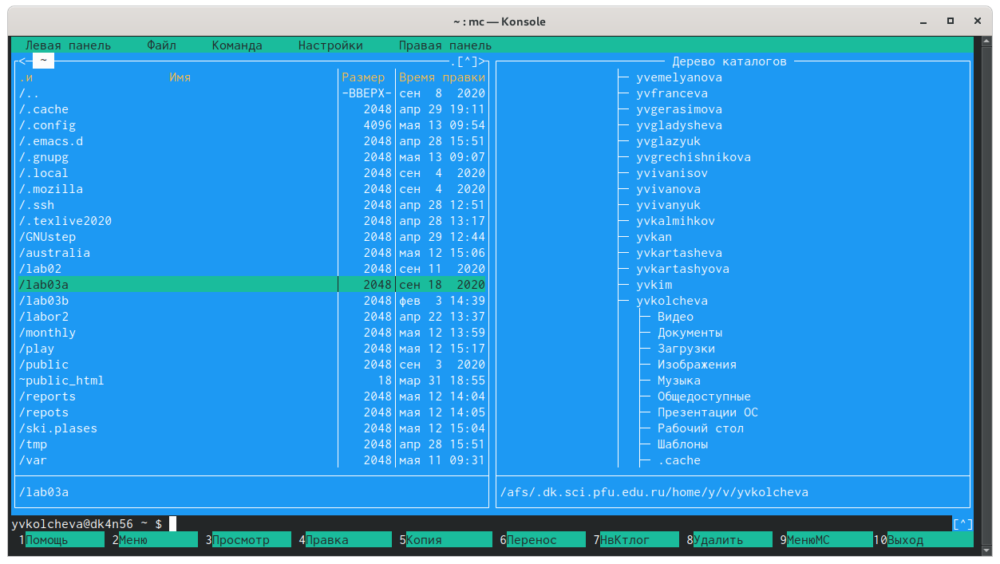 ~ : mc — Konsole
Левая панель Файл Команда Настройки Правая панель
<- ~ .[^]>
.и Имя Размер Время правки
/.. -ВВЕРХ- сен 8 2020
/.cache 2048 апр 29 19:11
/.config 4096 мая 13 09:54
/.emacs.d 2048 апр 28 15:51
/.gnupg 2048 мая 13 09:07
/.local 2048 сен 4 2020
/.mozilla 2048 сен 4 2020
/.ssh 2048 апр 28 12:51
/.texlive2020 2048 апр 28 13:17
/GNUstep 2048 апр 29 12:44
/australia 2048 мая 12 15:06
/lab02 2048 сен 11 2020
/lab03a 2048 сен 18 2020
/lab03b 2048 фев 3 14:39
/labor2 2048 апр 22 13:37
/monthly 2048 мая 12 13:59
/play 2048 мая 12 15:17
/public 2048 сен 3 2020
~public_html 18 мар 31 18:55
/reports 2048 мая 12 14:04
/repots 2048 мая 12 14:05
/ski.plases 2048 мая 12 15:04
/tmp 2048 апр 28 15:51
/var 2048 мая 11 09:31
/lab03a
Дерево каталогов
yvemelyanova
yvfranceva
yvgerasimova
yvgladysheva
yvglazyuk
yvgrechishnikova
yvivanisov
yvivanova
yvivanyuk
yvkalmihkov
yvkan
yvkartasheva
yvkartashyova
yvkim
yvkolcheva
Видео
Документы
Загрузки
Изображения
Музыка
Общедоступные
Презентации ОС
Рабочий стол
Шаблоны
.cache
/afs/.dk.sci.pfu.edu.ru/home/y/v/yvkolcheva
yvkolcheva@dk4n56 ~ $ [^]
1Помощь 2Меню 3Просмотр 4Правка 5Копия 6Перенос 7НвКтлог 8Удалить 9МенюМС 10Выход